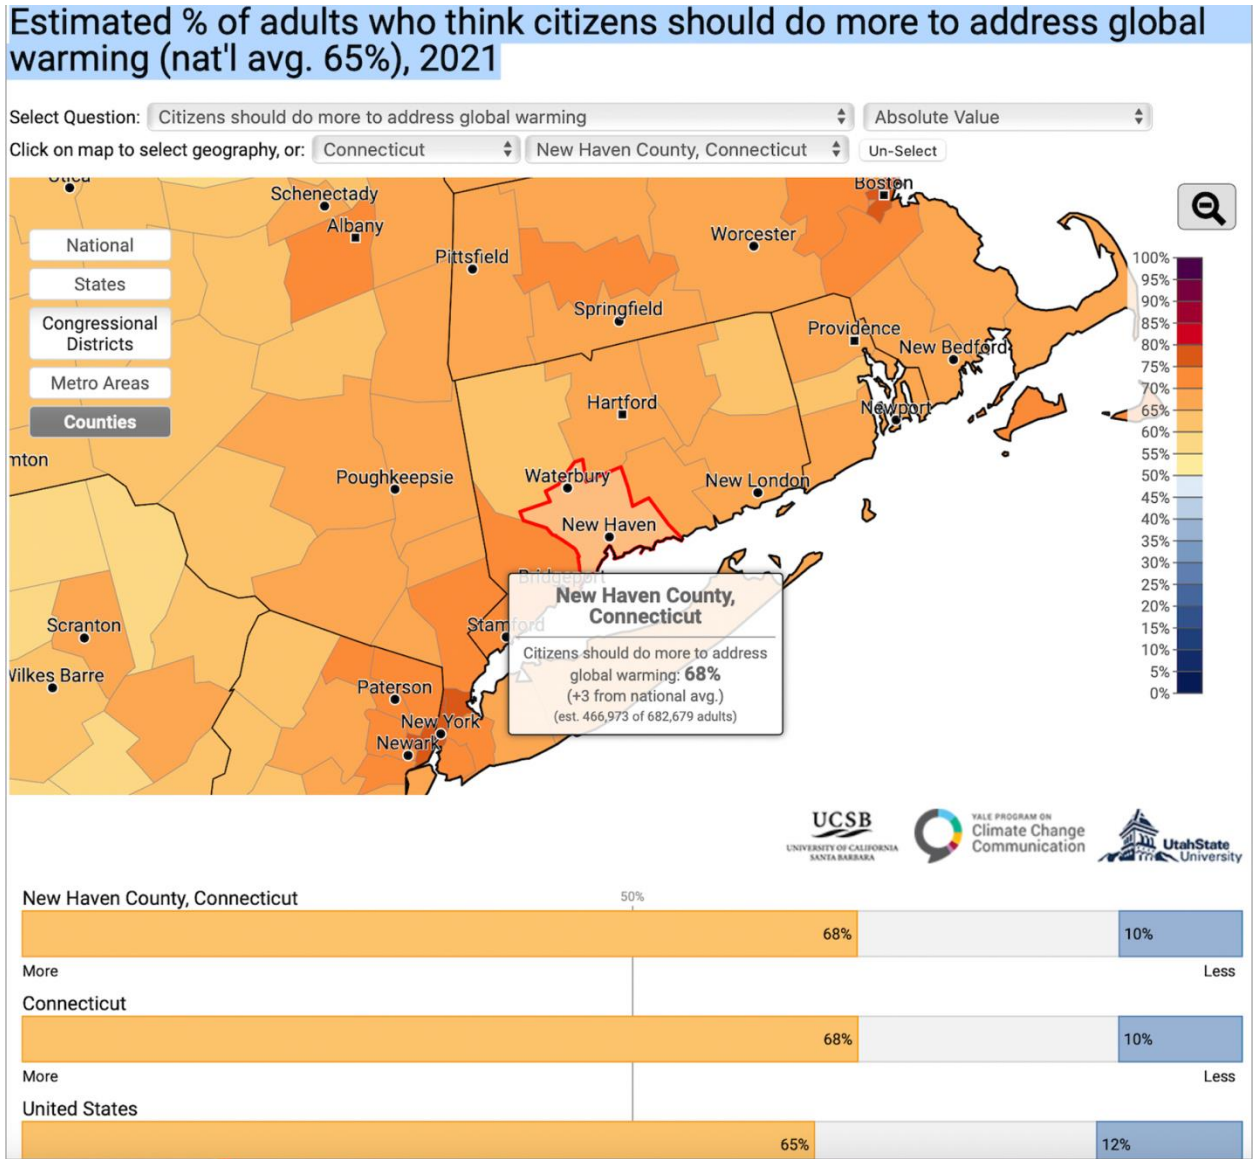 Estimated % of adults who think citizens should do more to address global
warming (nat'l avg. 65%), 2021
Select Question: Citizens should do more to address global warming Absolute Value
Click on map to select geography, or: Connecticut New Haven County, Connecticut Un-Select
Utica
Schenectady
Albany
Boston
Worcester
Pittsfield
Springfield
Providence
New Bedford
Hartford
Newport
Poughkeepsie
Waterbury
New London
New Haven
Bridgeport
Stamford
Scranton
Wilkes Barre
Paterson
New York
Newark
mton
National
States
Congressional
Districts
Metro Areas
Counties
100%
95%
90%
85%
80%
75%
70%
65%
60%
55%
50%
45%
40%
35%
30%
25%
20%
15%
10%
5%
0%
New Haven County,
Connecticut
Citizens should do more to address
global warming: 68%
(+3 from national avg.)
(est. 466,973 of 682,679 adults)
UCSB
UNIVERSITY OF CALIFORNIA
SANTA BARBARA
YALE PROGRAM ON
Climate Change
Communication
UtahState
University
New Haven County, Connecticut
50%
68% 10%
More Less
Connecticut
68% 10%
More Less
United States
65% 12%